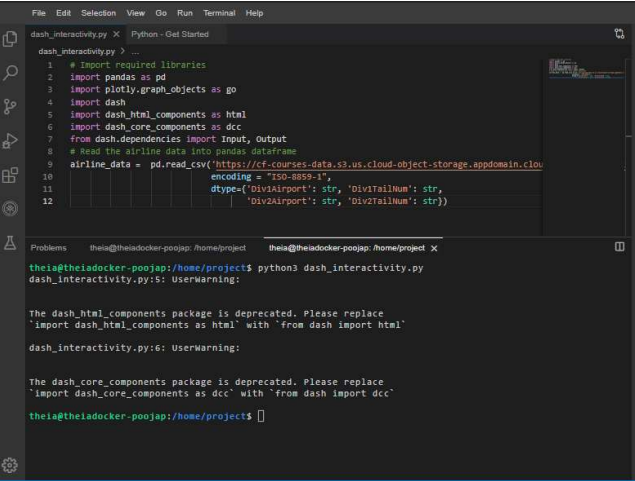 File Edit Selection View Go Run Terminal Help
dash_interactivity.py × Python - Get Started
dash_interactivity.py > ...
1 # Import required libraries
2 import pandas as pd
3 import plotly.graph_objects as go
4 import dash
5 import dash_html_components as html
6 import dash_core_components as dcc
7 from dash.dependencies import Input, Output
8 # Read the airline data into pandas dataframe
9 airline_data = pd.read_csv('https://cf-courses-data.s3.us.cloud-object-storage.appdomain.clou
10 encoding = "ISO-8859-1",
11 dtype={'Div1Airport': str, 'Div1TailNum': str,
12 'Div2Airport': str, 'Div2TailNum': str})
Problems theia@theiadocker-poojap: /home/project theia@theiadocker-poojap: /home/project ×
theia@theiadocker-poojap:/home/project$ python3 dash_interactivity.py
dash_interactivity.py:5: UserWarning:
The dash_html_components package is deprecated. Please replace
`import dash_html_components as html` with `from dash import html`
dash_interactivity.py:6: UserWarning:
The dash_core_components package is deprecated. Please replace
`import dash_core_components as dcc` with `from dash import dcc`
theia@theiadocker-poojap:/home/project$